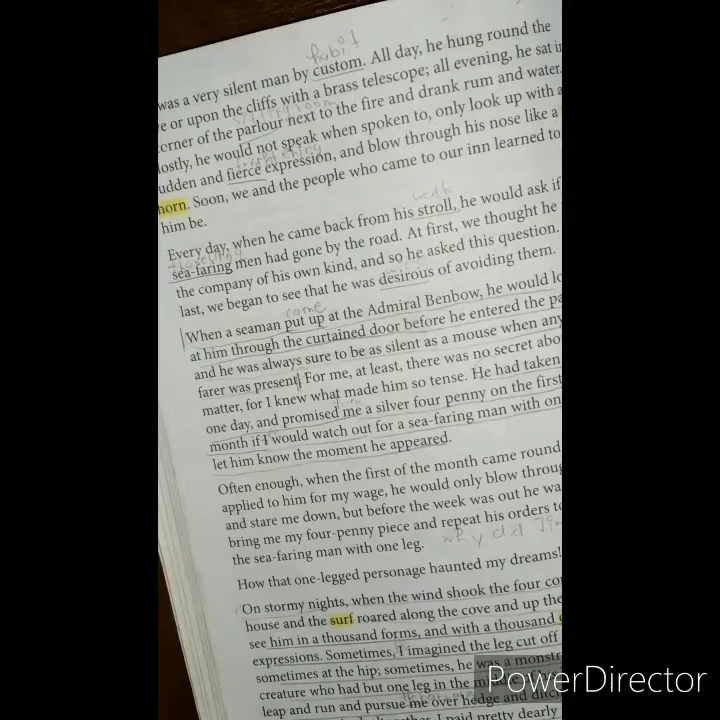 habit
was a very silent man by custom. All day, he hung round the
or upon the cliffs with a brass telescope; all evening, he sat
sitting room
corner of the parlour next to the fire and drank rum and water.
ostly, he would not speak when spoken to, only look up with a
udden and fierce expression, and blow through his nose like a
horn. Soon, we and the people who came to our inn learned to
him be.
walk
Every day, when he came back from his stroll, he would ask if
sea-faring men had gone by the road. At first, we thought he
the company of his own kind, and so he asked this question.
last, we began to see that he was desirous of avoiding them.
came
When a seaman put up at the Admiral Benbow, he would lo
at him through the curtained door before he entered the pa
and he was always sure to be as silent as a mouse when any
farer was present. For me, at least, there was no secret abo
matter, for I knew what made him so tense. He had taken
him
one day, and promised me a silver four penny on the first
month if I would watch out for a sea-faring man with on
let him know the moment he appeared.
Often enough, when the first of the month came round
applied to him for my wage, he would only blow throug
and stare me down, but before the week was out he wa
bring me my four-penny piece and repeat his orders to
the sea-faring man with one leg.
why did Jim
How that one-legged personage haunted my dreams!
On stormy nights, when the wind shook the four co
house and the surf roared along the cove and up the
see him in a thousand forms, and with a thousand
expressions. Sometimes, I imagined the leg cut off
sometimes at the hip; sometimes, he was a monstr
creature who had but one leg in the
leap and run and pursue me over hedge and ditch
I paid pretty dearly
PowerDirector